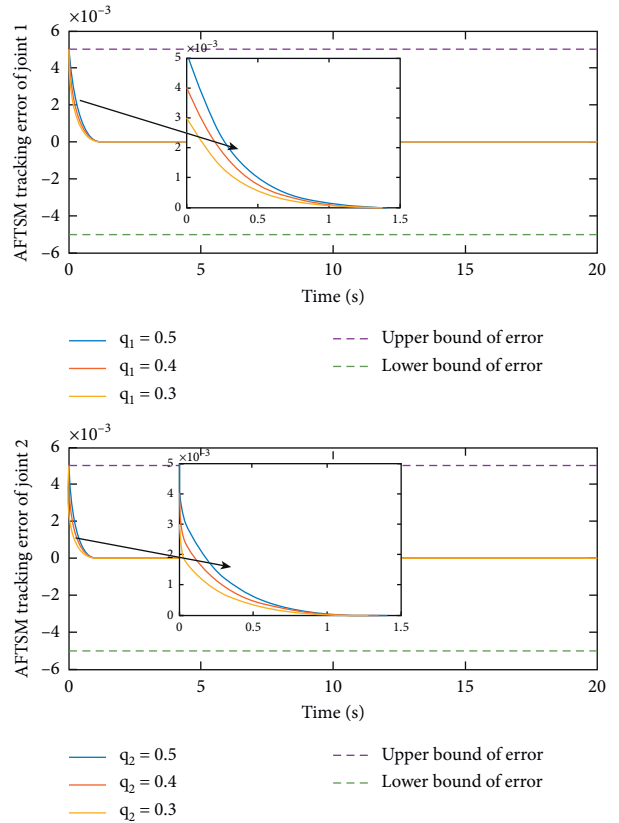 ×10⁻³
6
4
2
0
−2
−4
−6
AFTSM tracking error of joint 1
×10⁻³
5
4
3
2
1
0
0 0.5 1 1.5
0 5 10 15 20
Time (s)
q₁ = 0.5
q₁ = 0.4
q₁ = 0.3
Upper bound of error
Lower bound of error
×10⁻³
6
4
2
0
−2
−4
−6
AFTSM tracking error of joint 2
×10⁻³
5
4
3
2
1
0
0 0.5 1 1.5
0 5 10 15 20
Time (s)
q₂ = 0.5
q₂ = 0.4
q₂ = 0.3
Upper bound of error
Lower bound of error